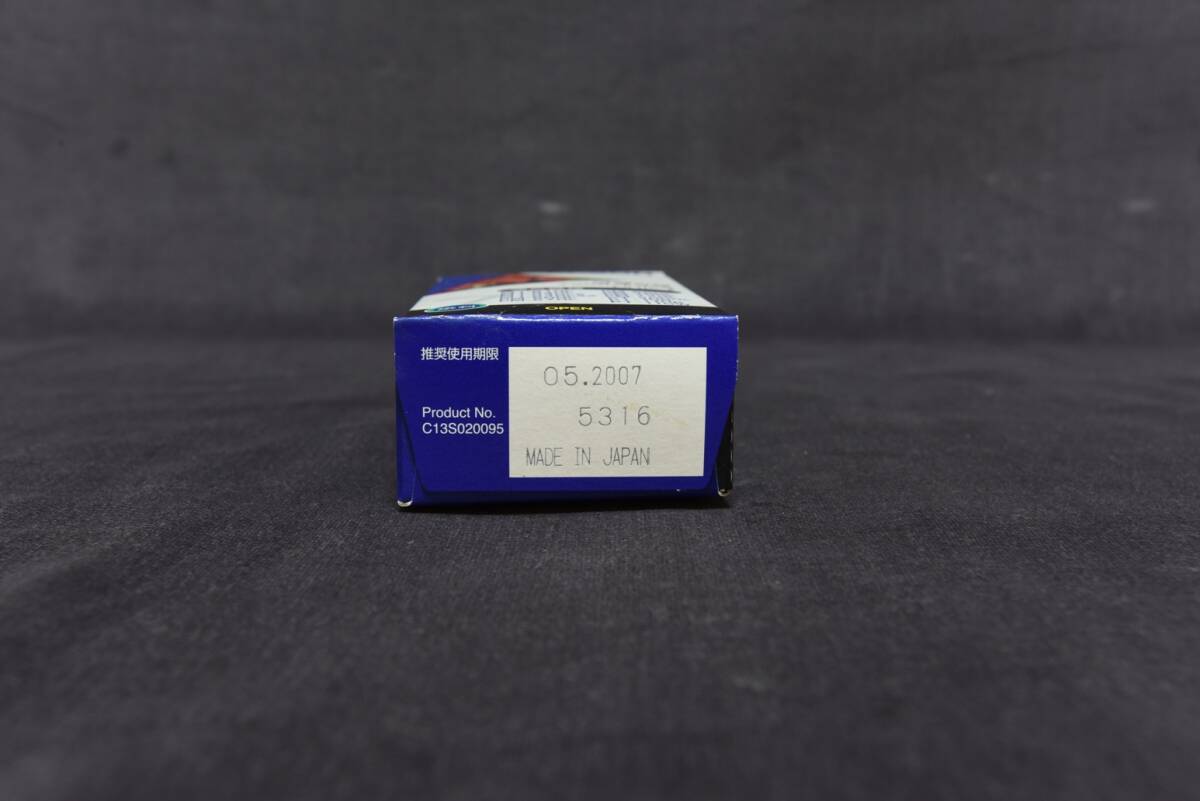 OPEN
推奨使用期限
05.2007
Product No.
C13S020095
5316
MADE IN JAPAN